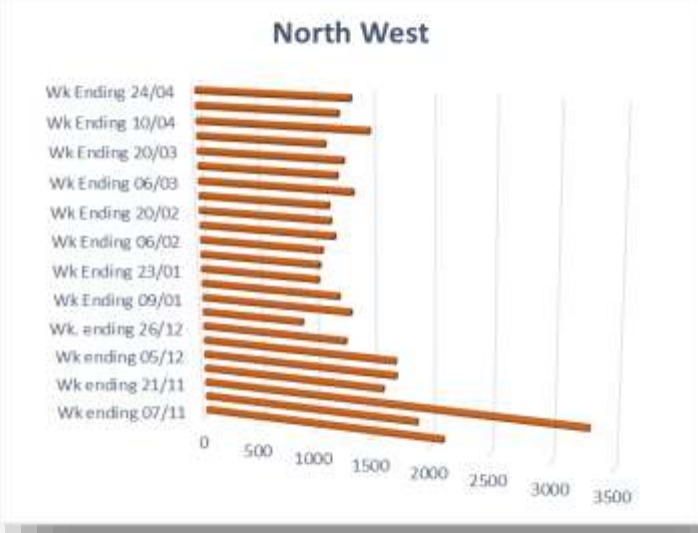 North West
Wk Ending 24/04
Wk Ending 10/04
Wk Ending 20/03
Wk Ending 06/03
Wk Ending 20/02
Wk Ending 06/02
Wk Ending 23/01
Wk Ending 09/01
Wk. ending 26/12
Wk ending 05/12
Wk ending 21/11
Wk ending 07/11
0 500 1000 1500 2000 2500 3000 3500